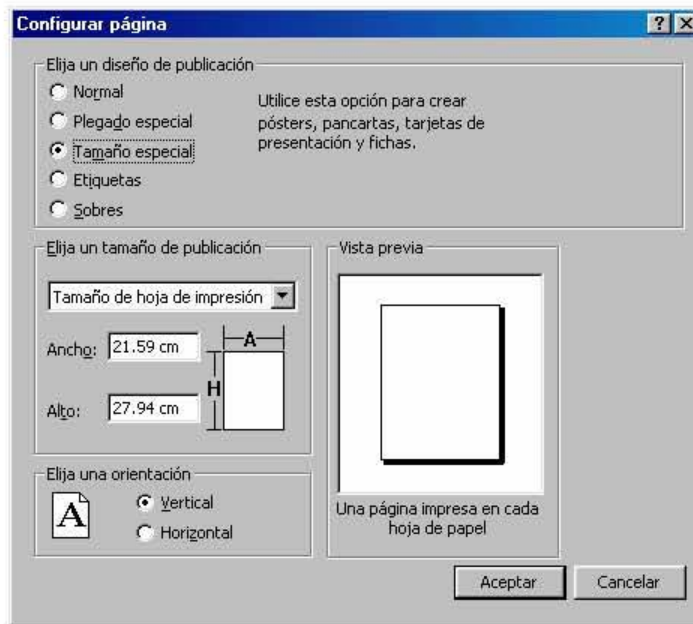 Configurar página
Elija un diseño de publicación
Normal
Plegado especial
Tamaño especial
Etiquetas
Sobres
Utilice esta opción para crear
pósters, pancartas, tarjetas de
presentación y fichas.
Elija un tamaño de publicación
Tamaño de hoja de impresión
Ancho: 21.59 cm
A
H
Alto: 27.94 cm
Vista previa
Una página impresa en cada
hoja de papel
Elija una orientación
A
Vertical
Horizontal
Aceptar Cancelar